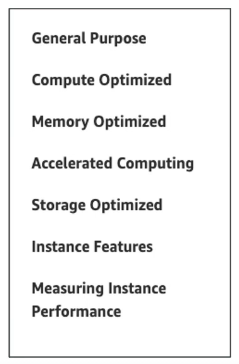 General Purpose
Compute Optimized
Memory Optimized
Accelerated Computing
Storage Optimized
Instance Features
Measuring Instance
Performance